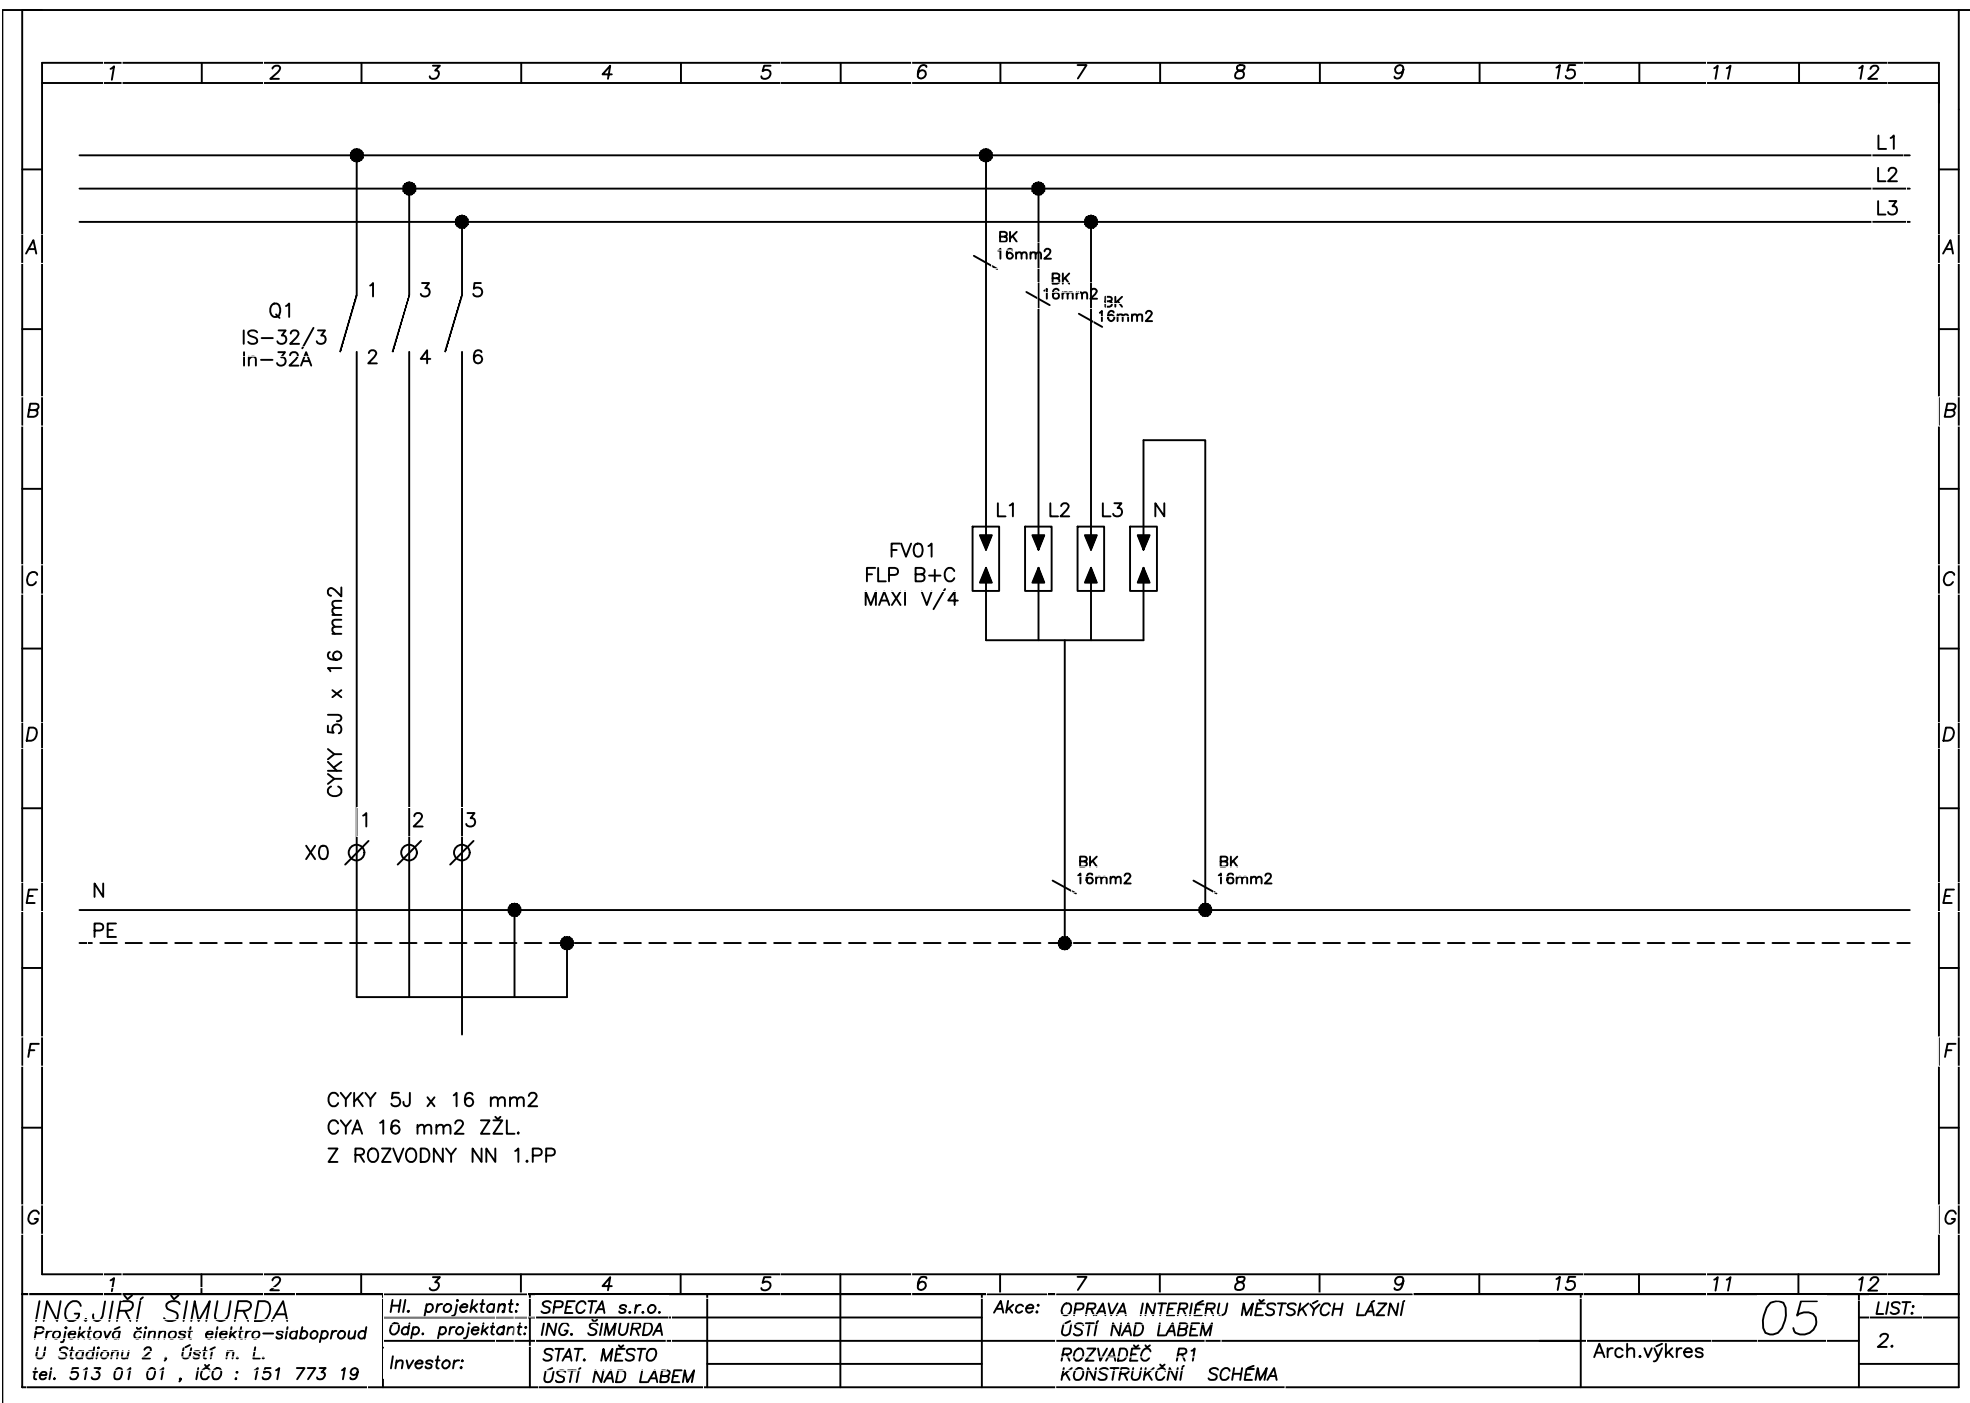 1 2 3 4 5 6 7 8 9 15 11 12
L1
L2
L3
A A
BK
16mm2
BK
16mm2
BK
16mm2
Q1
IS-32/3
In-32A
1 3 5
2 4 6
B B
L1 L2 L3 N
FV01
FLP B+C
MAXI V/4
C C
CYKY 5J x 16 mm2
D D
1 2 3
X0
BK
16mm2
BK
16mm2
E E
N
PE
F F
CYKY 5J x 16 mm2
CYA 16 mm2 ZŽL.
Z ROZVODNY NN 1.PP
G G
1 2 3 4 5 6 7 8 9 15 11 12
ING.JIŘÍ ŠIMURDA
Projektová činnost elektro-slaboproud
U Stadionu 2 , Ústí n. L.
tel. 513 01 01 , IČO : 151 773 19
Hl. projektant: SPECTA s.r.o.
Odp. projektant: ING. ŠIMURDA
Investor: STAT. MĚSTO
ÚSTÍ NAD LABEM
Akce: OPRAVA INTERIÉRU MĚSTSKÝCH LÁZNÍ
ÚSTÍ NAD LABEM
ROZVADĚČ R1
KONSTRUKČNÍ SCHÉMA
05
Arch.výkres
LIST:
2.